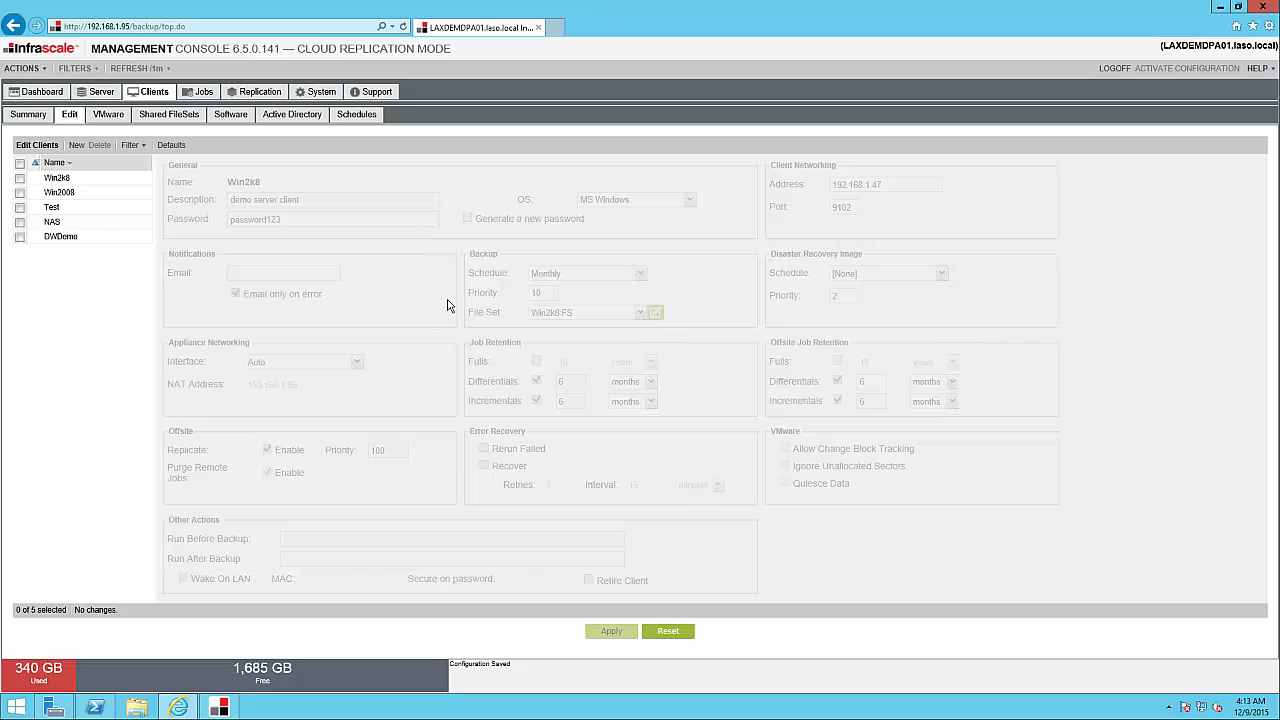 http://192.168.1.95/backup/top.do
LAXDEMDPA01.laso.local In...
Infrascale™ MANAGEMENT CONSOLE 6.5.0.141 — CLOUD REPLICATION MODE
(LAXDEMDPA01.laso.local)
ACTIONS FILTERS REFRESH /1m LOGOFF ACTIVATE CONFIGURATION HELP
Dashboard Server Clients Jobs Replication System Support
Summary Edit VMware Shared FileSets Software Active Directory Schedules
Edit Clients New Delete Filter Defaults
Name
Win2k8
Win2008
Test
NAS
DWDemo
General
Name: Win2k8
Description: demo server client OS: MS Windows
Password: password123 Generate a new password
Client Networking
Address: 192.168.1.47
Port: 9102
Notifications
Email:
Email only on error
Backup
Schedule: Monthly
Priority: 10
File Set: Win2k8:FS
Disaster Recovery Image
Schedule: [None]
Priority: 2
Appliance Networking
Interface: Auto
NAT Address: 192.168.1.95
Job Retention
Fulls: 10 years
Differentials: 6 months
Incrementals 6 months
Offsite Job Retention
Fulls: 10 years
Differentials: 6 months
Incrementals 6 months
Offsite
Replicate: Enable Priority: 100
Purge Remote Jobs: Enable
Error Recovery
Rerun Failed
Recover
Retries: 5 Interval: 15 minutes
VMware
Allow Change Block Tracking
Ignore Unallocated Sectors
Quiesce Data
Other Actions
Run Before Backup:
Run After Backup:
Wake On LAN MAC: Secure on password: Retire Client
0 of 5 selected No changes.
Apply Reset
340 GB
Used
1,685 GB
Free
Configuration Saved
4:13 AM
12/9/2015